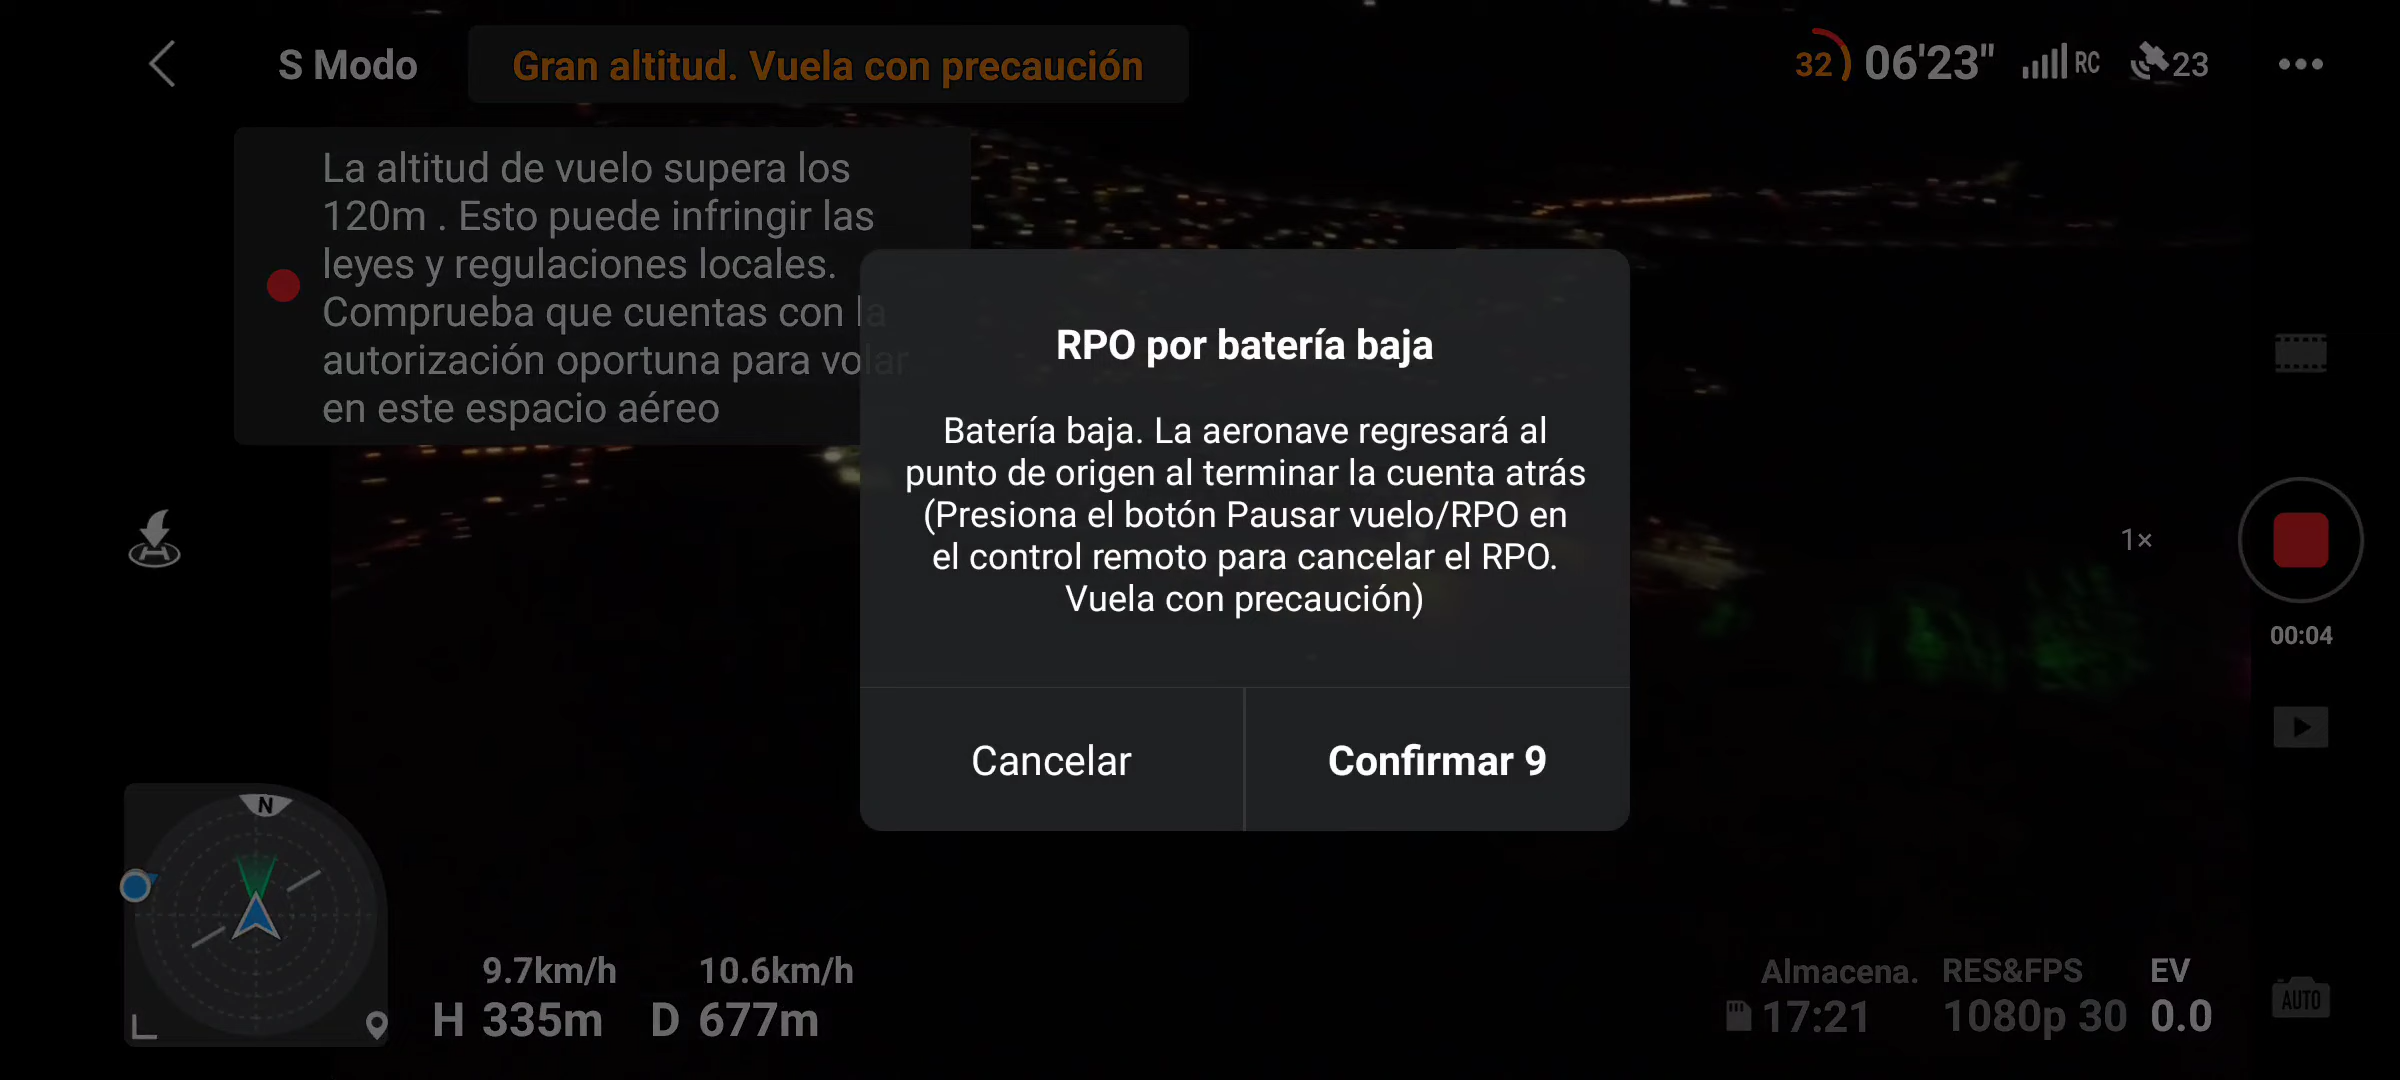 S Modo
Gran altitud. Vuela con precaución
32 06'23" RC 23
La altitud de vuelo supera los
120m . Esto puede infringir las
leyes y regulaciones locales.
Comprueba que cuentas con la
autorización oportuna para volar
en este espacio aéreo
RPO por batería baja
Batería baja. La aeronave regresará al
punto de origen al terminar la cuenta atrás
(Presiona el botón Pausar vuelo/RPO en
el control remoto para cancelar el RPO.
Vuela con precaución)
Cancelar
Confirmar 9
1×
00:04
N
9.7km/h 10.6km/h
H 335m D 677m
Almacena. RES&FPS EV
17:21 1080p 30 0.0
AUTO